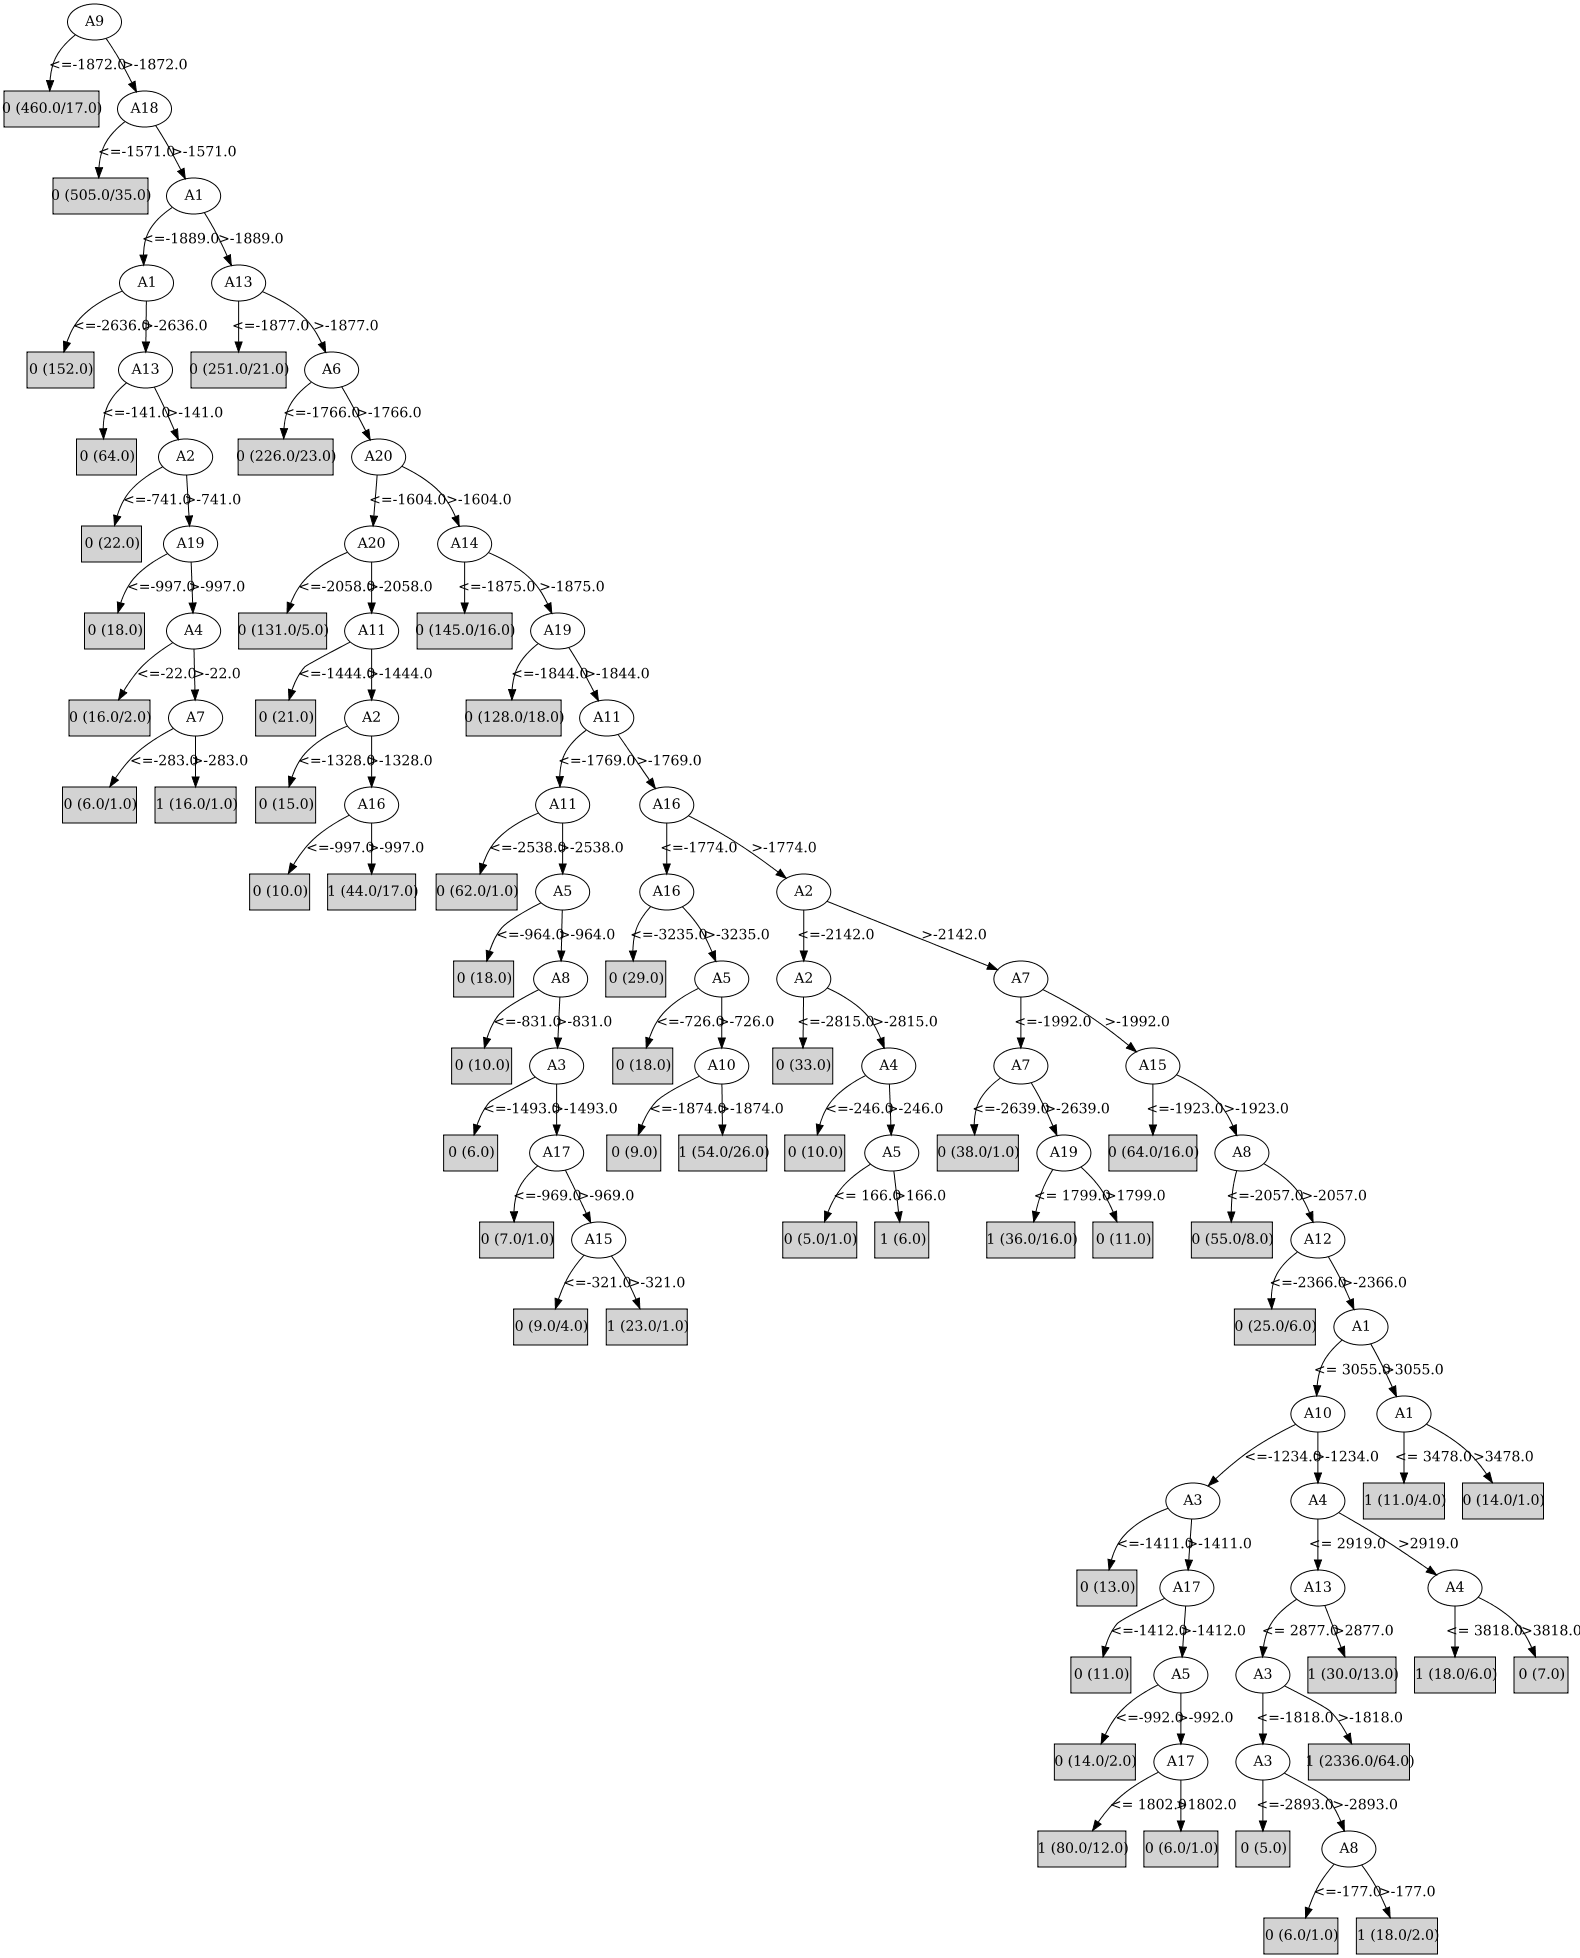 A9
<=-1872.0 >-1872.0
0 (460.0/17.0) A18
<=-1571.0 >-1571.0
0 (505.0/35.0) A1
<=-1889.0 >-1889.0
A1 A13
<=-2636.0 >-2636.0 <=-1877.0 >-1877.0
0 (152.0) A13 0 (251.0/21.0) A6
<=-141.0 >-141.0 <=-1766.0 >-1766.0
0 (64.0) A2 0 (226.0/23.0) A20
<=-741.0 >-741.0 <=-1604.0 >-1604.0
0 (22.0) A19 A20 A14
<=-997.0 >-997.0 <=-2058.0 >-2058.0 <=-1875.0 >-1875.0
0 (18.0) A4 0 (131.0/5.0) A11 0 (145.0/16.0) A19
<=-22.0 >-22.0 <=-1444.0 >-1444.0 <=-1844.0 >-1844.0
0 (16.0/2.0) A7 0 (21.0) A2 0 (128.0/18.0) A11
<=-283.0 >-283.0 <=-1328.0 >-1328.0 <=-1769.0 >-1769.0
0 (6.0/1.0) 1 (16.0/1.0) 0 (15.0) A16 A11 A16
<=-997.0 >-997.0 <=-2538.0 >-2538.0 <=-1774.0 >-1774.0
0 (10.0) 1 (44.0/17.0) 0 (62.0/1.0) A5 A16 A2
<=-964.0 >-964.0 <=-3235.0 >-3235.0 <=-2142.0 >-2142.0
0 (18.0) A8 0 (29.0) A5 A2 A7
<=-831.0 >-831.0 <=-726.0 >-726.0 <=-2815.0 >-2815.0 <=-1992.0 >-1992.0
0 (10.0) A3 0 (18.0) A10 0 (33.0) A4 A7 A15
<=-1493.0 >-1493.0 <=-1874.0 >-1874.0 <=-246.0 >-246.0 <=-2639.0 >-2639.0 <=-1923.0 >-1923.0
0 (6.0) A17 0 (9.0) 1 (54.0/26.0) 0 (10.0) A5 0 (38.0/1.0) A19 0 (64.0/16.0) A8
<=-969.0 >-969.0 <= 166.0 >166.0 <= 1799.0 >1799.0 <=-2057.0 >-2057.0
0 (7.0/1.0) A15 0 (5.0/1.0) 1 (6.0) 1 (36.0/16.0) 0 (11.0) 0 (55.0/8.0) A12
<=-321.0 >-321.0 <=-2366.0 >-2366.0
0 (9.0/4.0) 1 (23.0/1.0) 0 (25.0/6.0) A1
<= 3055.0 >3055.0
A10 A1
<=-1234.0 >-1234.0 <= 3478.0 >3478.0
A3 A4 1 (11.0/4.0) 0 (14.0/1.0)
<=-1411.0 >-1411.0 <= 2919.0 >2919.0
0 (13.0) A17 A13 A4
<=-1412.0 >-1412.0 <= 2877.0 >2877.0 <= 3818.0 >3818.0
0 (11.0) A5 A3 1 (30.0/13.0) 1 (18.0/6.0) 0 (7.0)
<=-992.0 >-992.0 <=-1818.0 >-1818.0
0 (14.0/2.0) A17 A3 1 (2336.0/64.0)
<= 1802.0 >1802.0 <=-2893.0 >-2893.0
1 (80.0/12.0) 0 (6.0/1.0) 0 (5.0) A8
<=-177.0 >-177.0
0 (6.0/1.0) 1 (18.0/2.0)